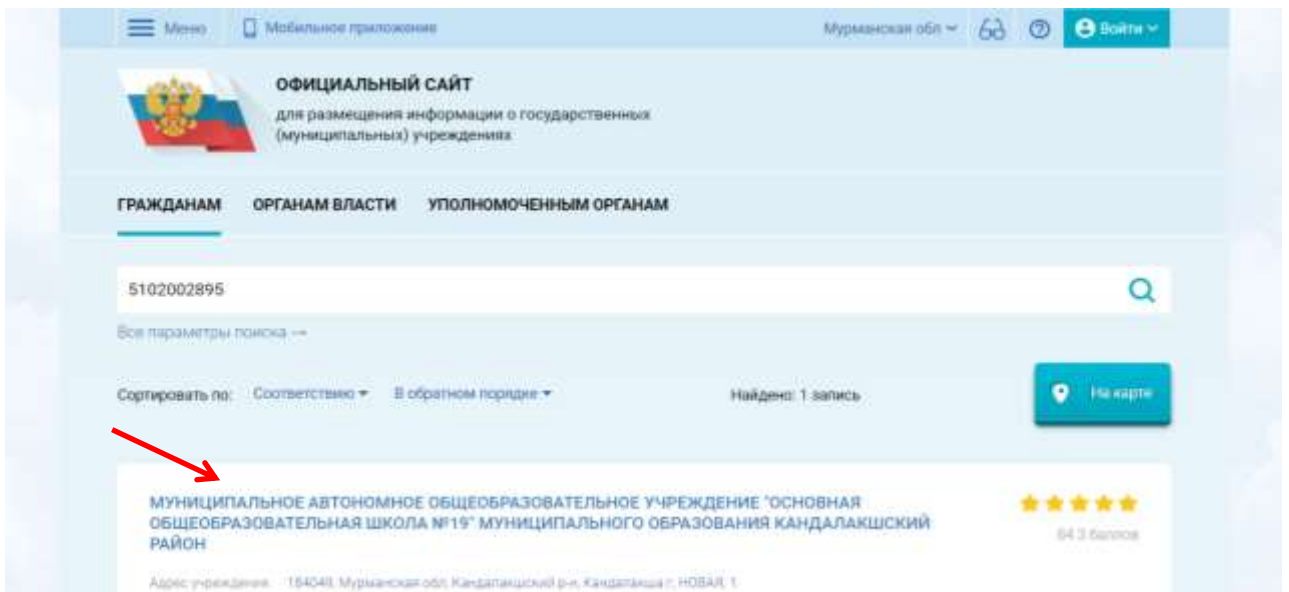 Меню Мобильное приложение Мурманская обл Войти
ОФИЦИАЛЬНЫЙ САЙТ
для размещения информации о государственных
(муниципальных) учреждениях
ГРАЖДАНАМ ОРГАНАМ ВЛАСТИ УПОЛНОМОЧЕННЫМ ОРГАНАМ
5102002895
Все параметры поиска →
Сортировать по: Соответствию В обратном порядке Найдено: 1 запись На карте
МУНИЦИПАЛЬНОЕ АВТОНОМНОЕ ОБЩЕОБРАЗОВАТЕЛЬНОЕ УЧРЕЖДЕНИЕ "ОСНОВНАЯ
ОБЩЕОБРАЗОВАТЕЛЬНАЯ ШКОЛА №19" МУНИЦИПАЛЬНОГО ОБРАЗОВАНИЯ КАНДАЛАКШСКИЙ
РАЙОН
64.3 баллов
Адрес учреждения: 184049, Мурманская обл, Кандалакшский р-н, Кандалакша г, НОВАЯ, 1